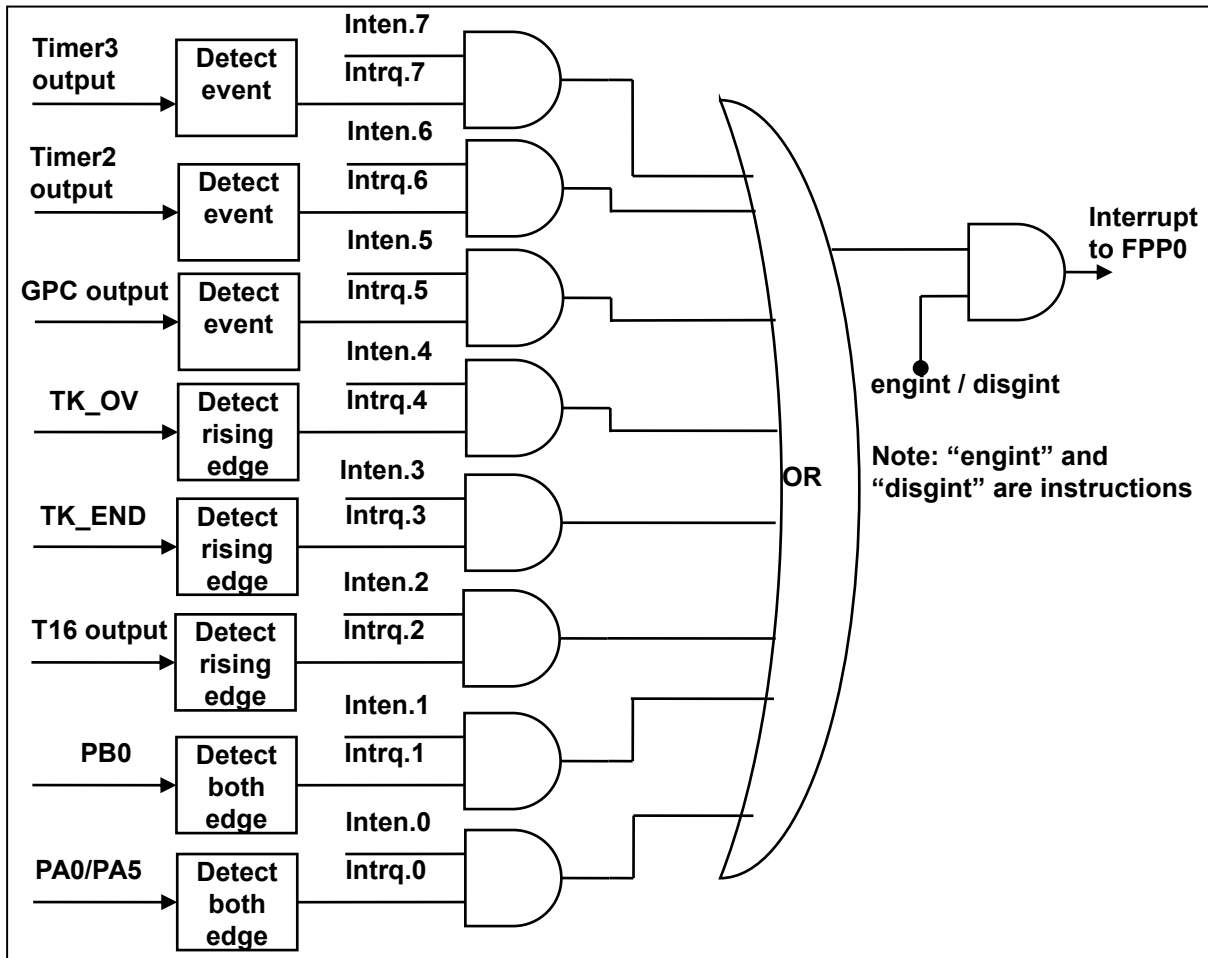 Timer3
output
Detect
event
Inten.7
Intrq.7
Timer2
output
Detect
event
Inten.6
Intrq.6
GPC output
Detect
event
Inten.5
Intrq.5
TK_OV
Detect
rising
edge
Inten.4
Intrq.4
TK_END
Detect
rising
edge
Inten.3
Intrq.3
T16 output
Detect
rising
edge
Inten.2
Intrq.2
PB0
Detect
both
edge
Inten.1
Intrq.1
PA0/PA5
Detect
both
edge
Inten.0
Intrq.0
OR
Interrupt
to FPP0
engint / disgint
Note: “engint” and
“disgint” are instructions